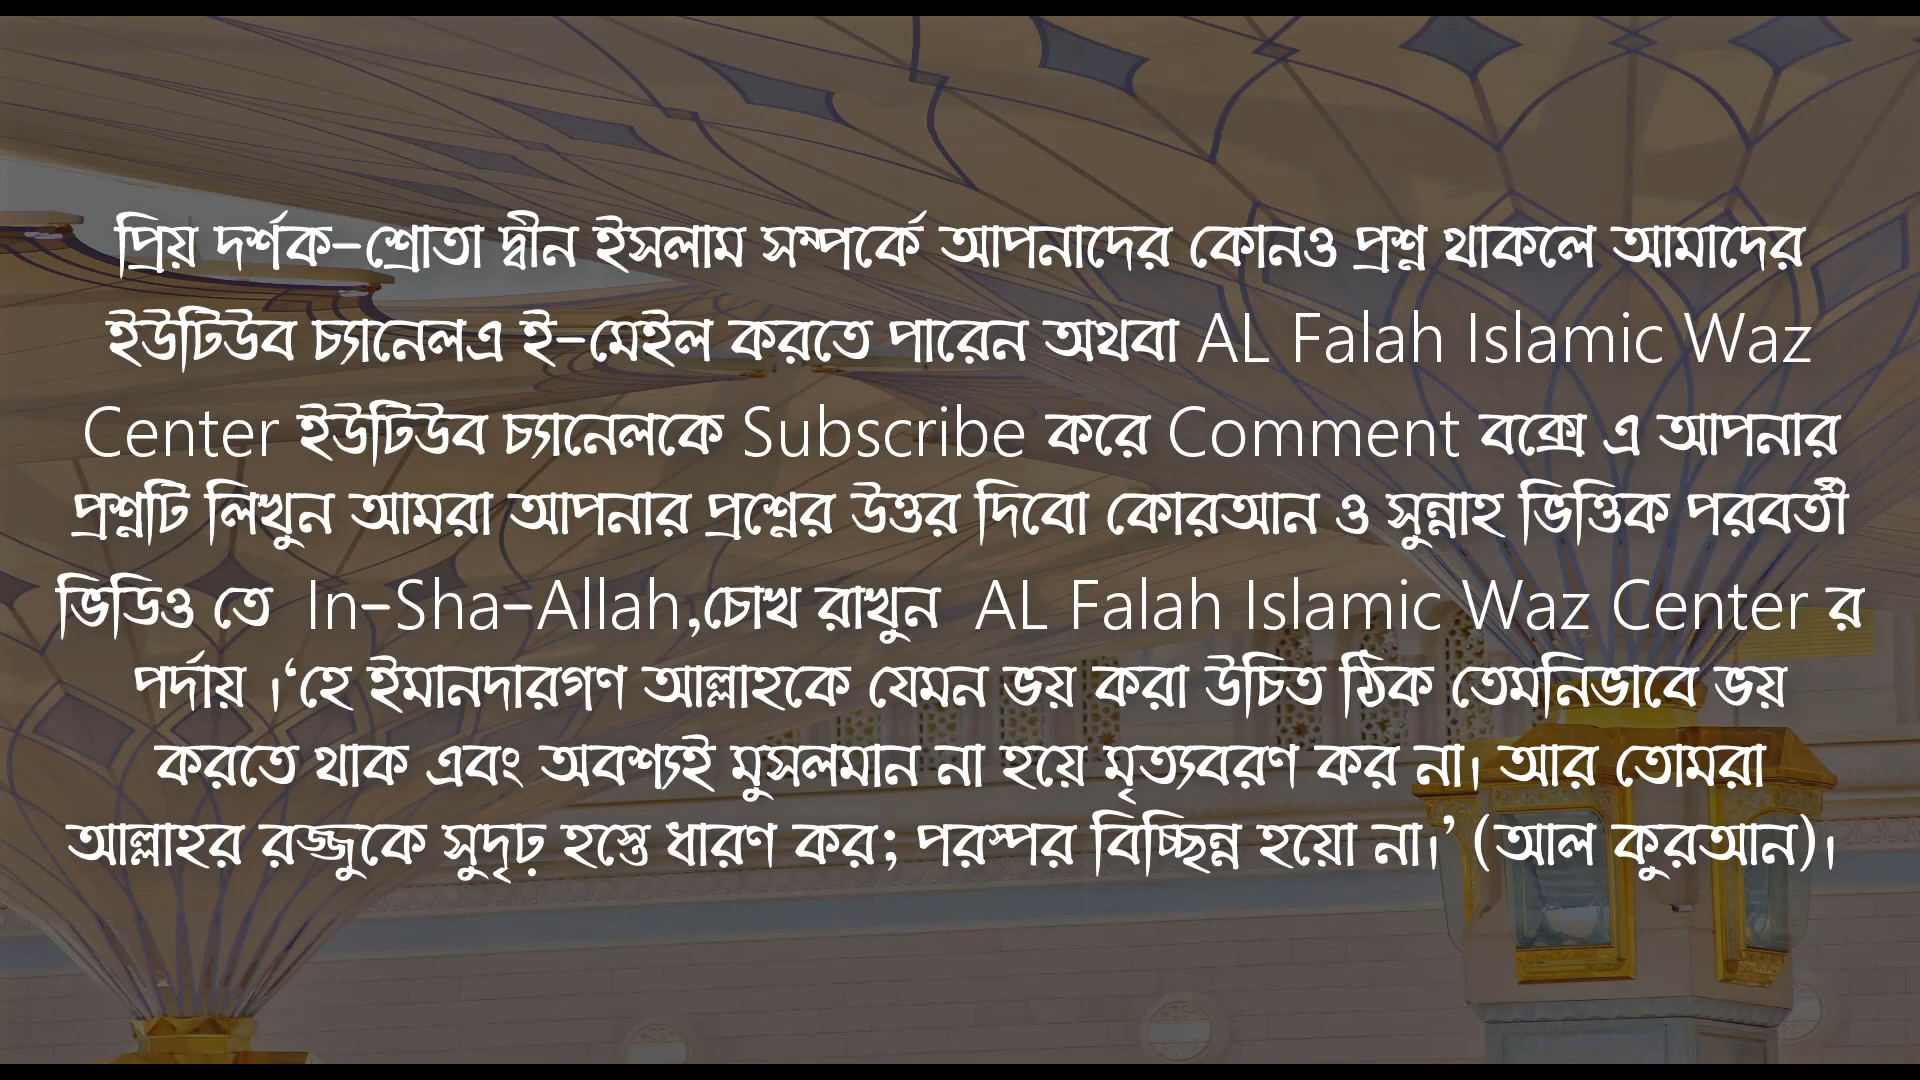 প্রিয় দর্শক-শ্রোতা দ্বীন ইসলাম সম্পর্কে আপনাদের কোনও প্রশ্ন থাকলে আমাদের
ইউটিউব চ্যানেলএ ই-মেইল করতে পারেন অথবা AL Falah Islamic Waz
Center ইউটিউব চ্যানেলকে Subscribe করে Comment বক্সে এ আপনার
প্রশ্নটি লিখুন আমরা আপনার প্রশ্নের উত্তর দিবো কোরআন ও সুন্নাহ ভিত্তিক পরবর্তী
ভিডিও তে In-Sha-Allah,চোখ রাখুন AL Falah Islamic Waz Center র
পর্দায় ।‘হে ইমানদারগণ আল্লাহকে যেমন ভয় করা উচিত ঠিক তেমনিভাবে ভয়
করতে থাক এবং অবশ্যই মুসলমান না হয়ে মৃত্যবরণ কর না। আর তোমরা
আল্লাহর রজ্জুকে সুদৃঢ় হস্তে ধারণ কর; পরস্পর বিচ্ছিন্ন হয়ো না।’ (আল কুরআন)।